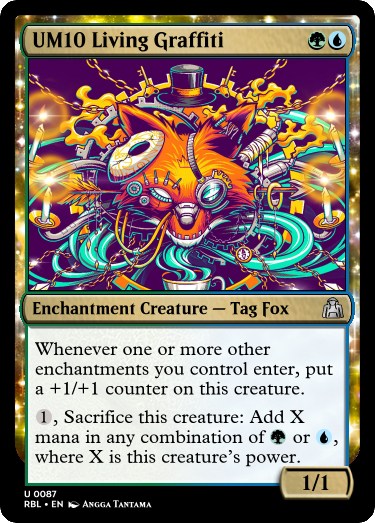 UM10 Living Graffiti
Enchantment Creature — Tag Fox
Whenever one or more other
enchantments you control enter, put
a +1/+1 counter on this creature.
1, Sacrifice this creature: Add X
mana in any combination of or ,
where X is this creature's power.
1/1
U 0087
RBL • EN Angga Tantama